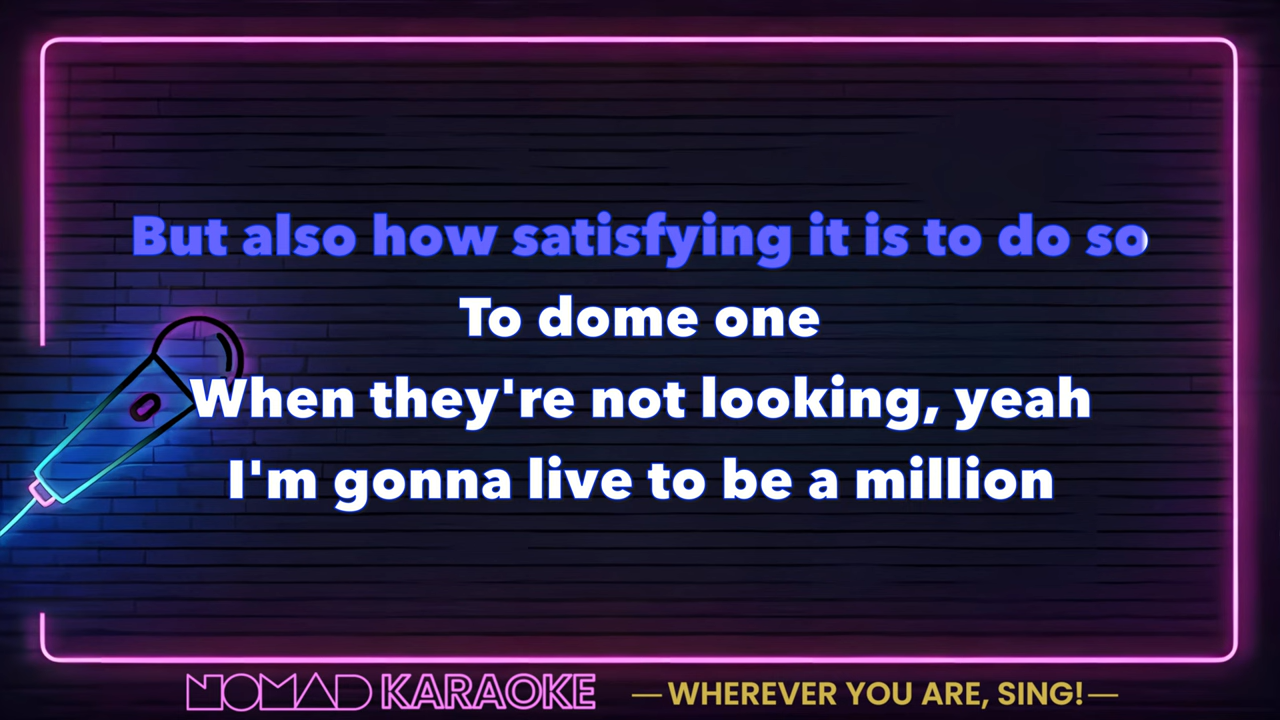 But also how satisfying it is to do so
To dome one
When they're not looking, yeah
I'm gonna live to be a million
NOMAD KARAOKE —WHEREVER YOU ARE, SING!—